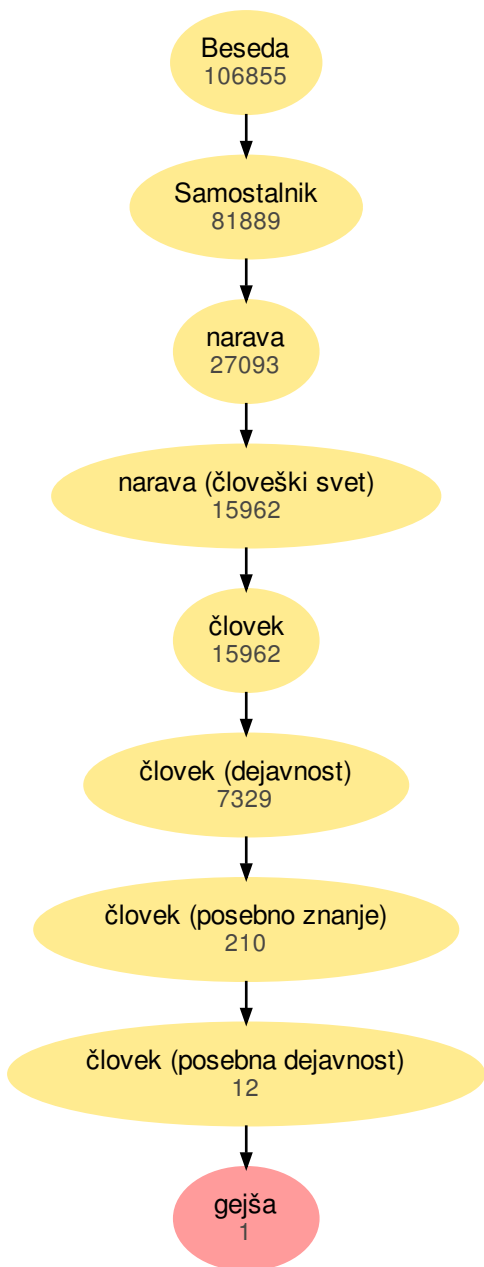 Beseda
106855
Samostalnik
81889
narava
27093
narava (človeški svet)
15962
človek
15962
človek (dejavnost)
7329
človek (posebno znanje)
210
človek (posebna dejavnost)
12
gejša
1